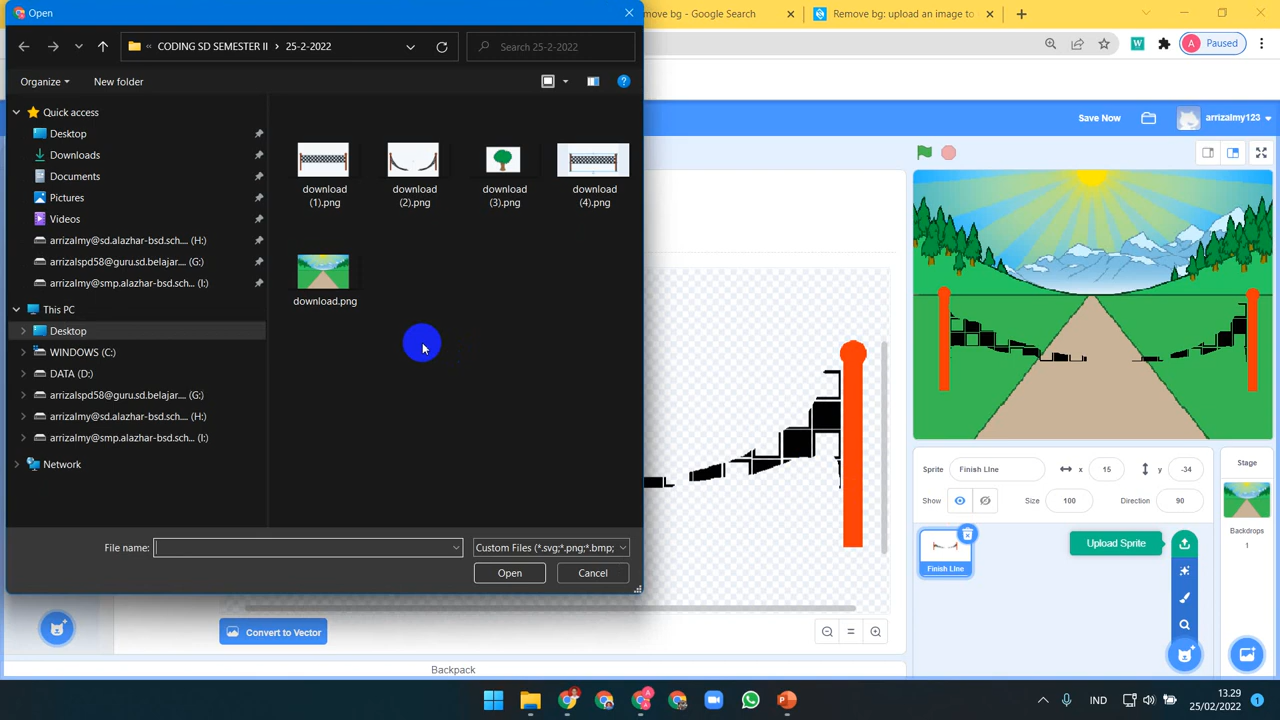 Open
move bg - Google Search
Remove bg: upload an image to
CODING SD SEMESTER II
25-2-2022
Search 25-2-2022
W
A Paused
Organize
New folder
Quick access
Desktop
Downloads
Documents
Pictures
Videos
arrizalmy@sd.alazhar-bsd.sch.... (H:)
arrizalspd58@guru.sd.belajar.... (G:)
arrizalmy@smp.alazhar-bsd.sch... (I:)
This PC
Desktop
WINDOWS (C:)
DATA (D:)
arrizalspd58@guru.sd.belajar.... (G:)
arrizalmy@sd.alazhar-bsd.sch.... (H:)
arrizalmy@smp.alazhar-bsd.sch... (I:)
Network
download (1).png
download (2).png
download (3).png
download (4).png
download.png
File name:
Custom Files (*.svg;*.png;*.bmp;
Open
Cancel
Save Now
arrizalmy123
Sprite
Finish LIne
x
15
y
-34
Show
Size
100
Direction
90
Stage
Backdrops
1
Finish LIne
Upload Sprite
Convert to Vector
Backpack
IND
13.29
25/02/2022
1